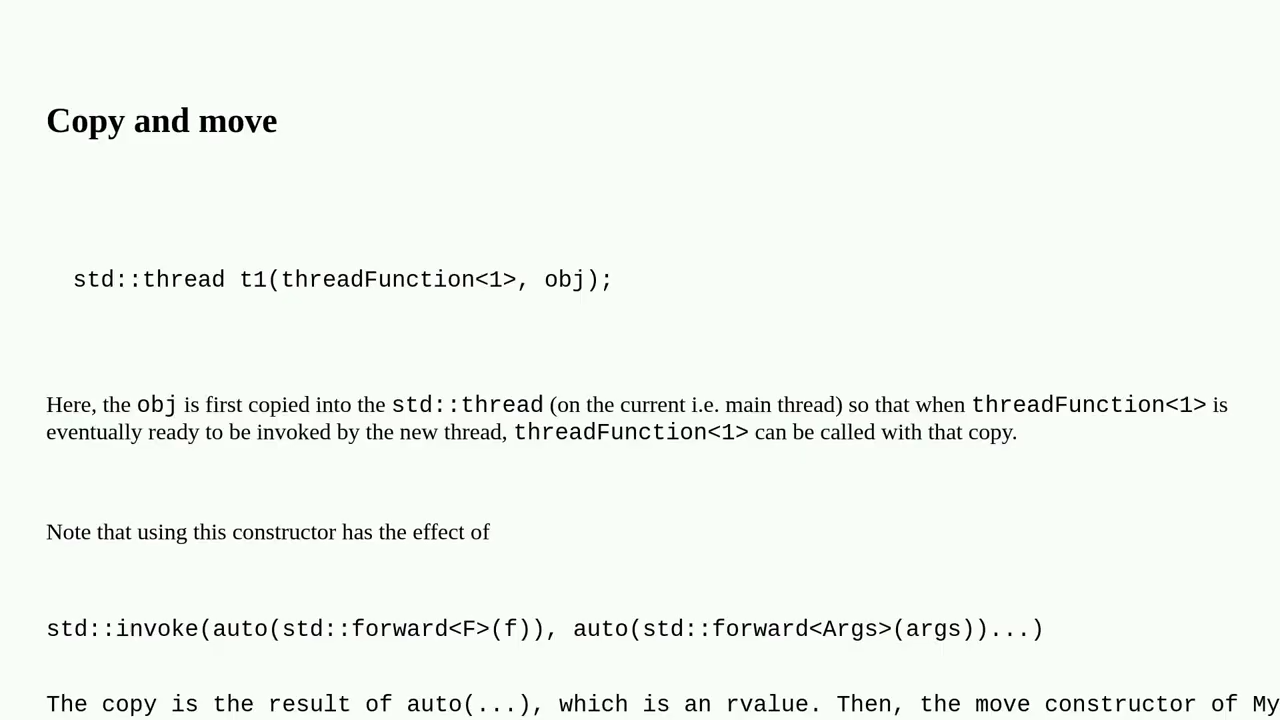 Copy and move
std::thread t1(threadFunction<1>, obj);
Here, the obj is first copied into the std::thread (on the current i.e. main thread) so that when threadFunction<1> is
eventually ready to be invoked by the new thread, threadFunction<1> can be called with that copy.
Note that using this constructor has the effect of
std::invoke(auto(std::forward<F>(f)), auto(std::forward<Args>(args))...)
The copy is the result of auto(...), which is an rvalue. Then, the move constructor of My